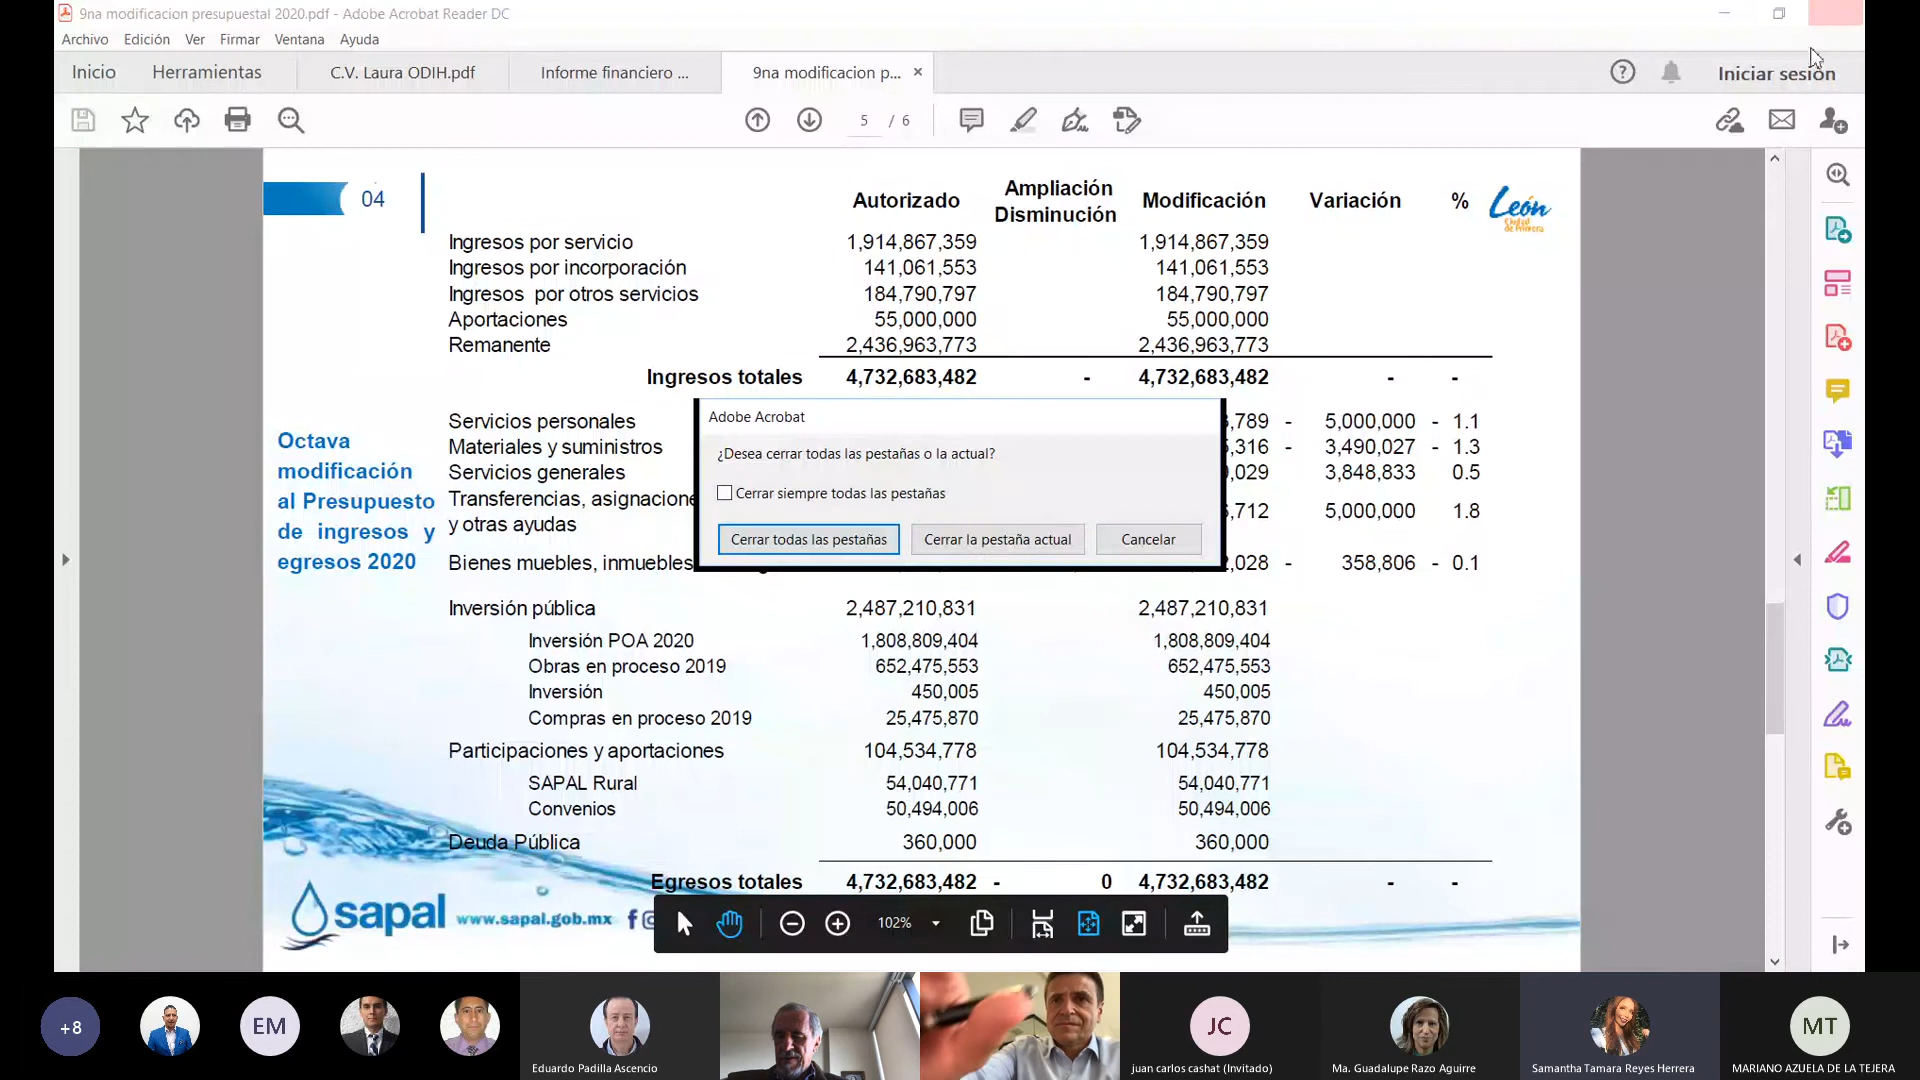 9na modificacion presupuestal 2020.pdf - Adobe Acrobat Reader DC
Archivo Edición Ver Firmar Ventana Ayuda
Inicio Herramientas C.V. Laura ODIH.pdf Informe financiero ... 9na modificacion p... × Iniciar sesión
5 / 6
04 Autorizado Ampliación Disminución Modificación Variación % León Ciudad de Primera
Ingresos por servicio 1,914,867,359 1,914,867,359
Ingresos por incorporación 141,061,553 141,061,553
Ingresos por otros servicios 184,790,797 184,790,797
Aportaciones 55,000,000 55,000,000
Remanente 2,436,963,773 2,436,963,773
Ingresos totales 4,732,683,482 - 4,732,683,482 - -
Octava
modificación
al Presupuesto
de ingresos y
egresos 2020
Servicios personales ,789 - 5,000,000 - 1.1
Materiales y suministros ,316 - 3,490,027 - 1.3
Servicios generales ,029 3,848,833 0.5
Transferencias, asignacione
y otras ayudas ,712 5,000,000 1.8
Bienes muebles, inmuebles ,028 - 358,806 - 0.1
Adobe Acrobat
¿Desea cerrar todas las pestañas o la actual?
Cerrar siempre todas las pestañas
Cerrar todas las pestañas Cerrar la pestaña actual Cancelar
Inversión pública 2,487,210,831 2,487,210,831
Inversión POA 2020 1,808,809,404 1,808,809,404
Obras en proceso 2019 652,475,553 652,475,553
Inversión 450,005 450,005
Compras en proceso 2019 25,475,870 25,475,870
Participaciones y aportaciones 104,534,778 104,534,778
SAPAL Rural 54,040,771 54,040,771
Convenios 50,494,006 50,494,006
Deuda Pública 360,000 360,000
Egresos totales 4,732,683,482 - 0 4,732,683,482 - -
sapal www.sapal.gob.mx
102%
+8 EM JC MT
Eduardo Padilla Ascencio juan carlos cashat (Invitado) Ma. Guadalupe Razo Aguirre Samantha Tamara Reyes Herrera MARIANO AZUELA DE LA TEJERA